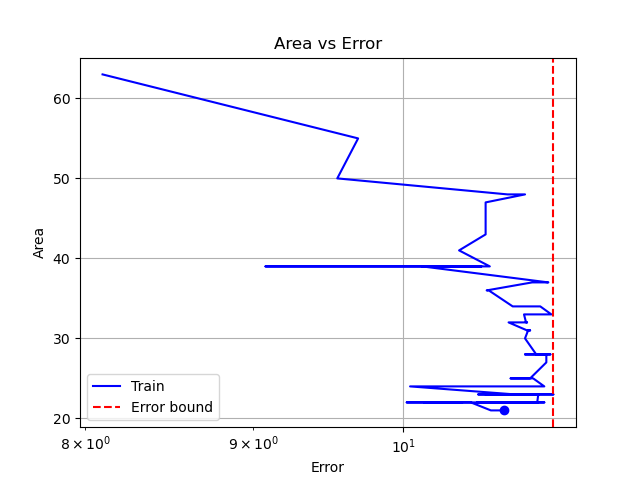 Area vs Error
60
50
40
30
20
Area
Train
Error bound
8 × 10⁰
9 × 10⁰
10¹
Error